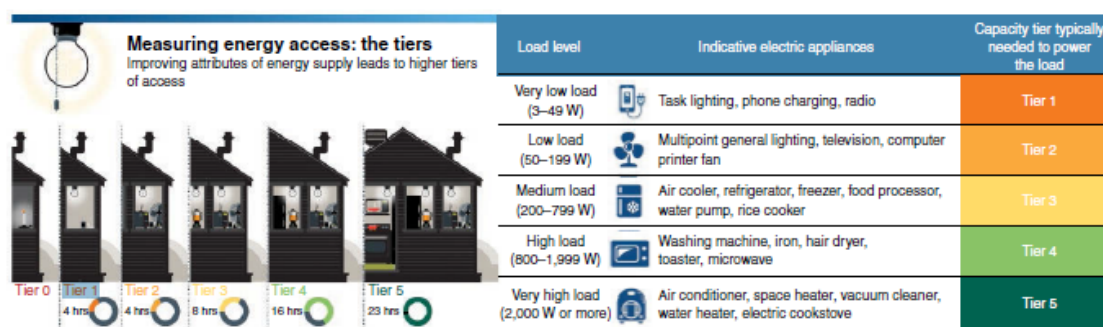 Measuring energy access: the tiers
Improving attributes of energy supply leads to higher tiers
of access
Tier 0
Tier 1
4 hrs
Tier 2
4 hrs
Tier 3
8 hrs
Tier 4
16 hrs
Tier 5
23 hrs
Load level
Indicative electric appliances
Capacity tier typically
needed to power
the load
Very low load
(3–49 W)
Task lighting, phone charging, radio
Tier 1
Low load
(50–199 W)
Multipoint general lighting, television, computer
printer fan
Tier 2
Medium load
(200–799 W)
Air cooler, refrigerator, freezer, food processor,
water pump, rice cooker
Tier 3
High load
(800–1,999 W)
Washing machine, iron, hair dryer,
toaster, microwave
Tier 4
Very high load
(2,000 W or more)
Air conditioner, space heater, vacuum cleaner,
water heater, electric cookstove
Tier 5